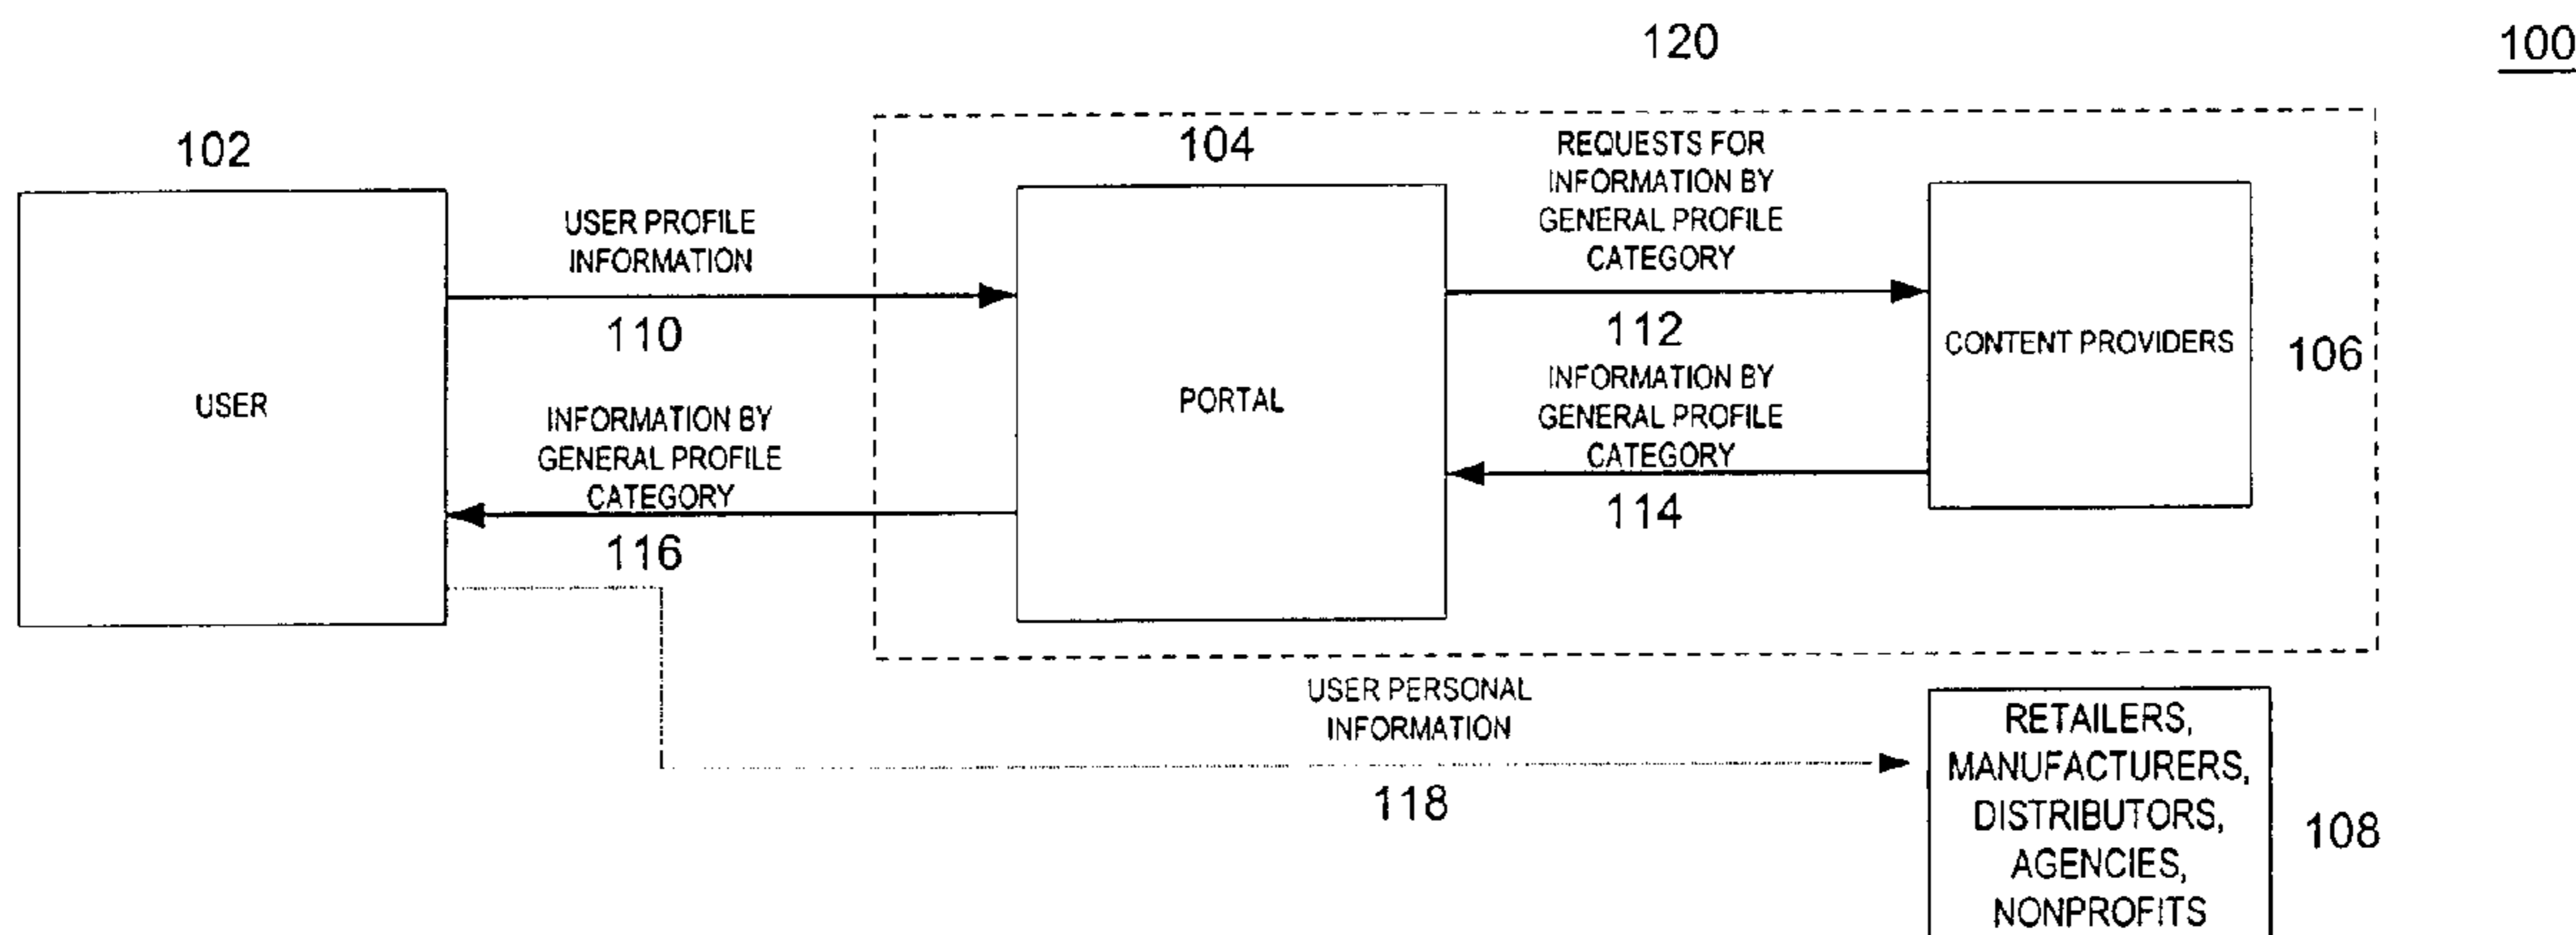 120
100
102
104
REQUESTS FOR
INFORMATION BY
GENERAL PROFILE
CATEGORY
USER PROFILE
INFORMATION
110
112
CONTENT PROVIDERS
106
USER
PORTAL
INFORMATION BY
GENERAL PROFILE
CATEGORY
114
INFORMATION BY
GENERAL PROFILE
CATEGORY
116
USER PERSONAL
INFORMATION
118
RETAILERS,
MANUFACTURERS,
DISTRIBUTORS,
AGENCIES,
NONPROFITS
108